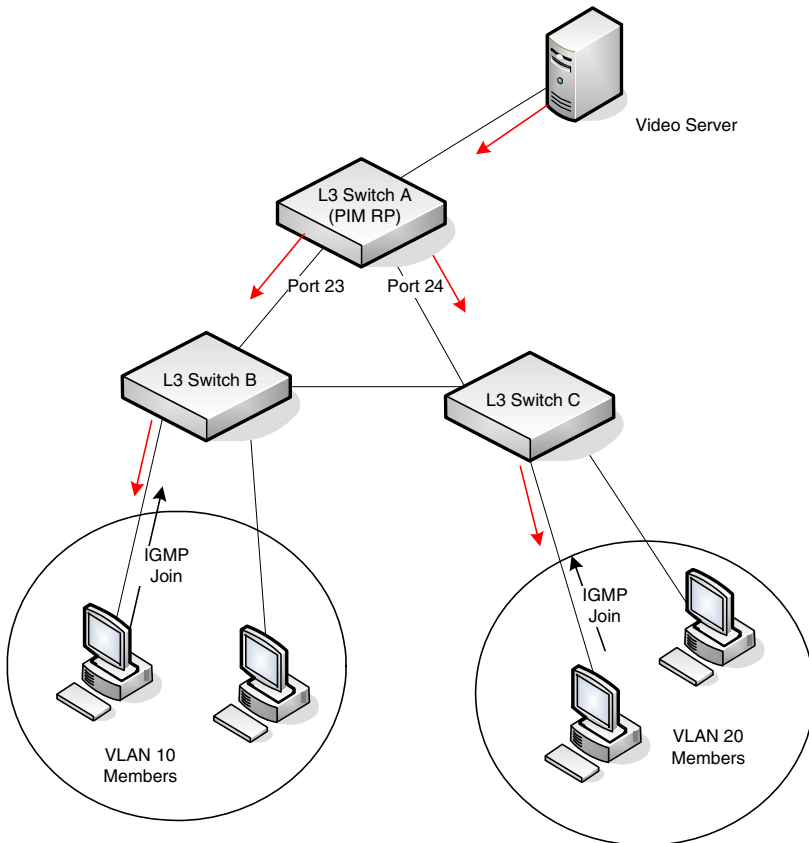 Video Server
L3 Switch A
(PIM RP)
Port 23
Port 24
L3 Switch B
L3 Switch C
IGMP
Join
IGMP
Join
VLAN 10
Members
VLAN 20
Members